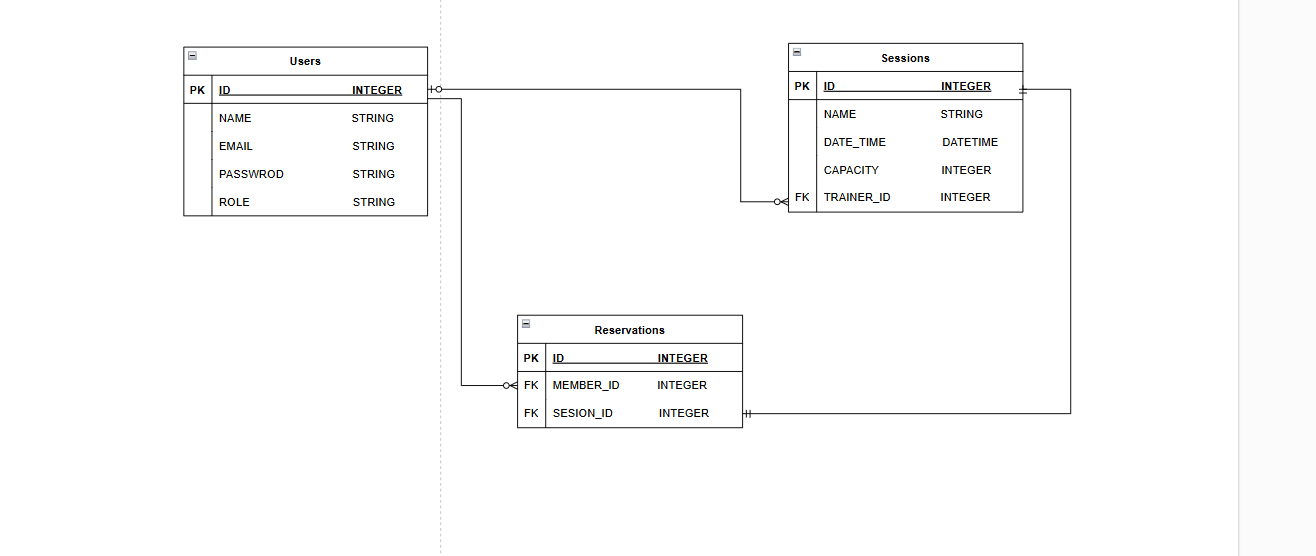 Users
PK ID INTEGER
NAME STRING
EMAIL STRING
PASSWROD STRING
ROLE STRING
Sessions
PK ID INTEGER
NAME STRING
DATE_TIME DATETIME
CAPACITY INTEGER
FK TRAINER_ID INTEGER
Reservations
PK ID INTEGER
FK MEMBER_ID INTEGER
FK SESION_ID INTEGER